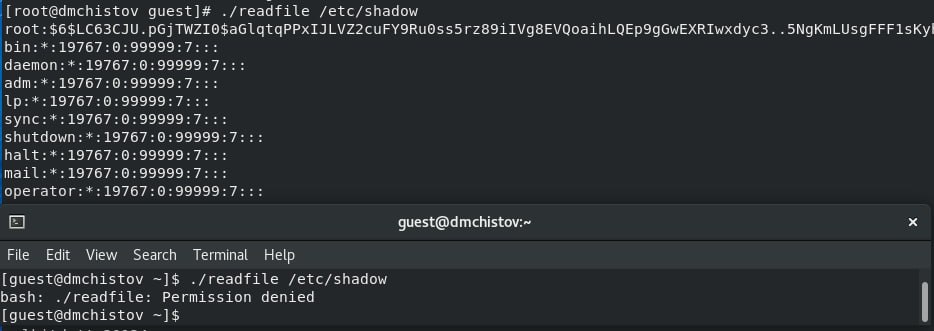 [root@dmchistov guest]# ./readfile /etc/shadow
root:$6$LC63CJU.pGjTWZI0$aGlqtqPPxIJLVZ2cuFY9Ru0ss5rz89iIVg8EVQoaihLQEp9gGwEXRIwxdyc3..5NgKmLUsgFFF1sKy
bin:*:19767:0:99999:7:::
daemon:*:19767:0:99999:7:::
adm:*:19767:0:99999:7:::
lp:*:19767:0:99999:7:::
sync:*:19767:0:99999:7:::
shutdown:*:19767:0:99999:7:::
halt:*:19767:0:99999:7:::
mail:*:19767:0:99999:7:::
operator:*:19767:0:99999:7:::
guest@dmchistov:~
File Edit View Search Terminal Help
[guest@dmchistov ~]$ ./readfile /etc/shadow
bash: ./readfile: Permission denied
[guest@dmchistov ~]$